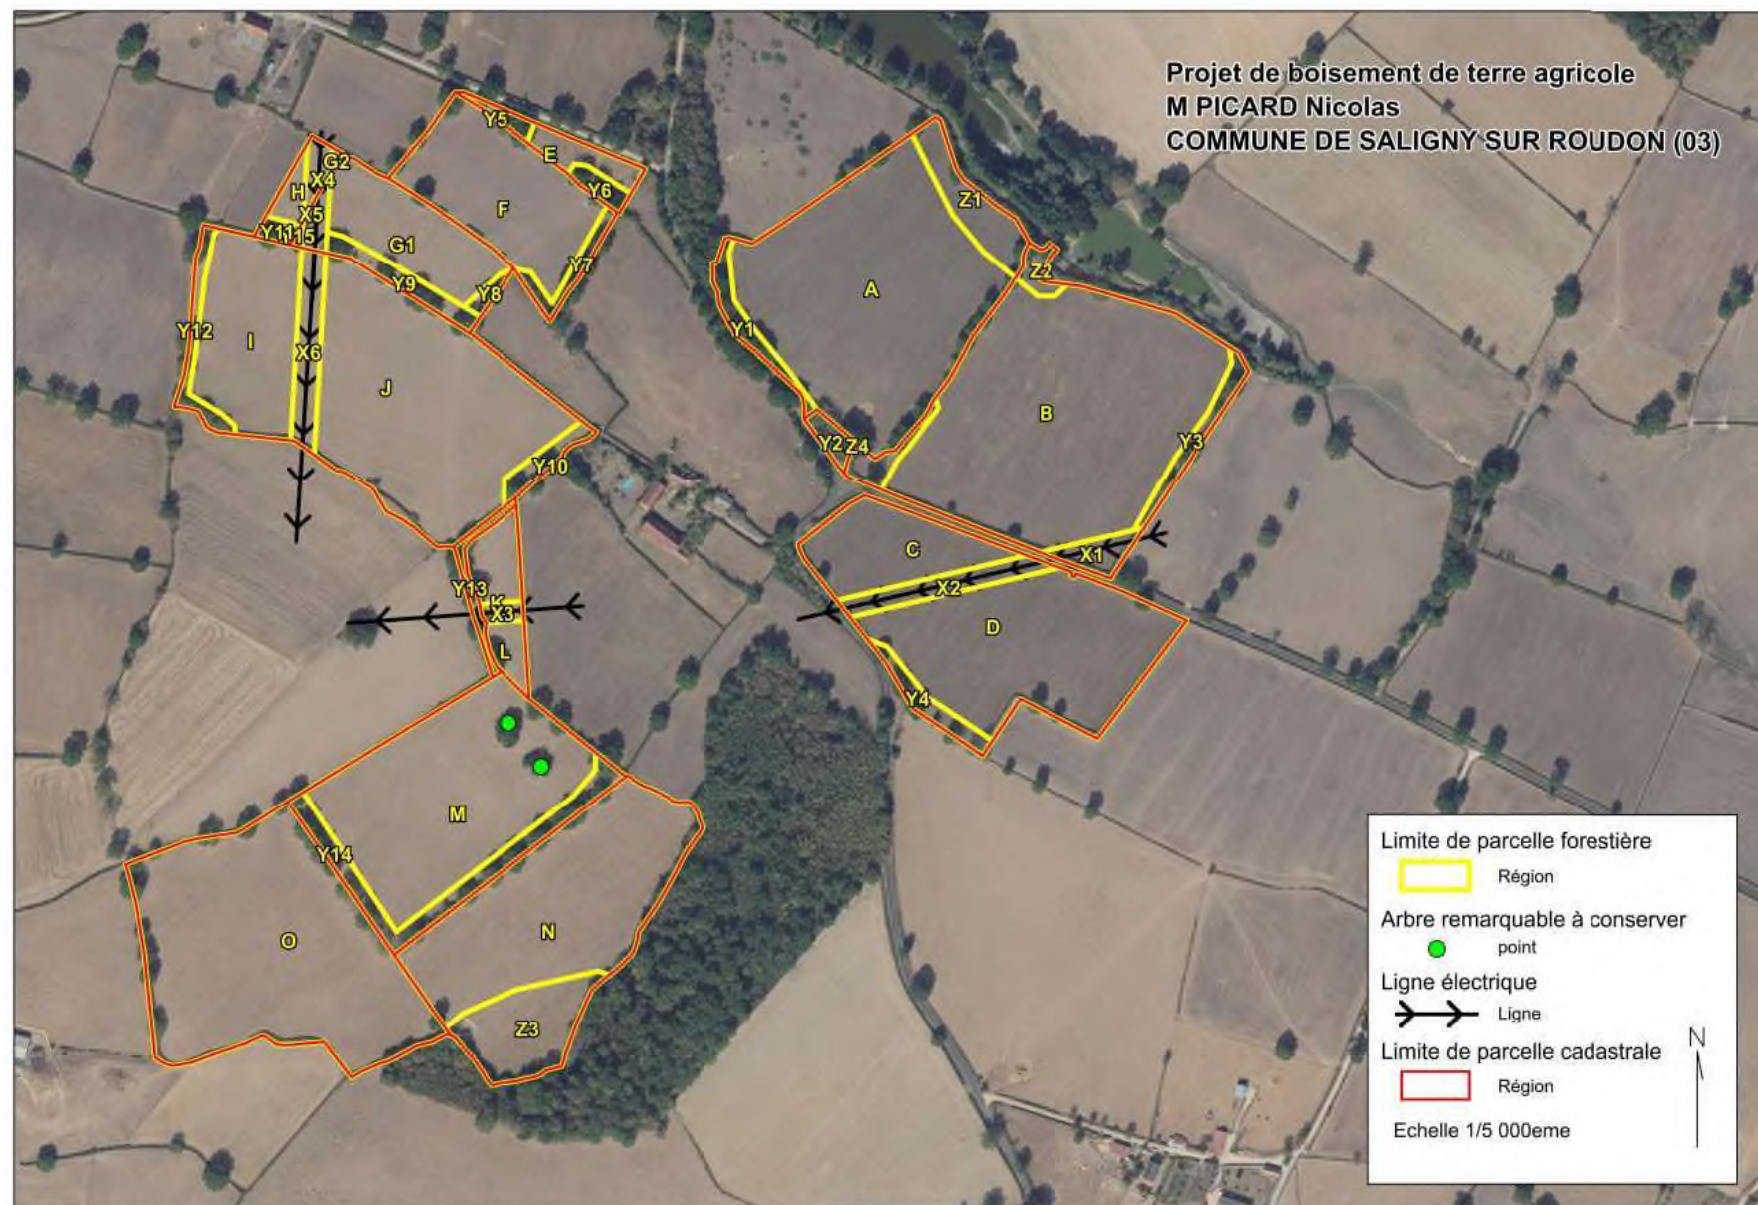 Projet de boisement de terre agricole
M PICARD Nicolas
COMMUNE DE SALIGNY SUR ROUDON (03)
Y5
E
G2
X4
H
Y6
F
X5
Y11
G1
Y7
Y9
Y8
Y12
I
X6
J
Y10
Z1
Z2
A
Y1
B
Y2
Z4
Y3
C
X1
X2
D
Y4
Y13
K
X3
L
M
Y14
O
N
Z3
Limite de parcelle forestière
Région
Arbre remarquable à conserver
point
Ligne électrique
Ligne
Limite de parcelle cadastrale
Région
Echelle 1/5 000eme
N